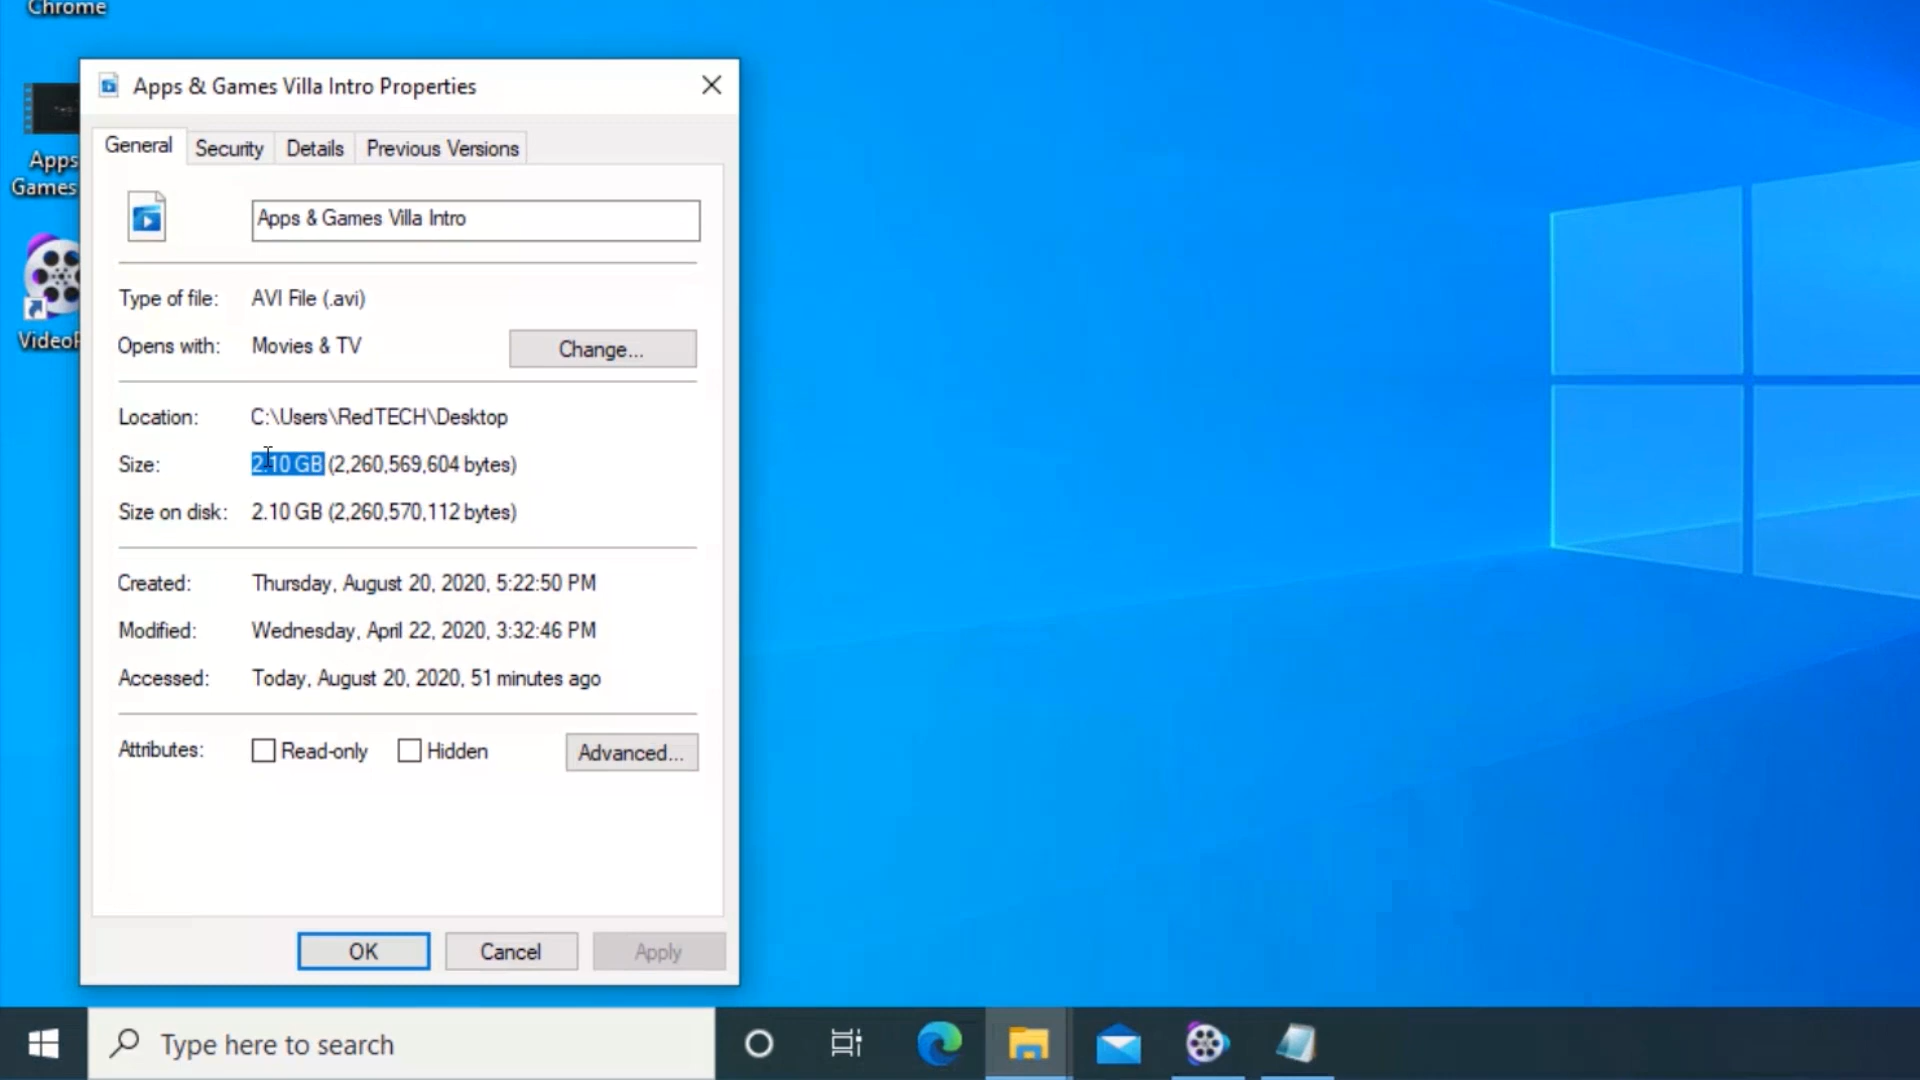 Chrome
Apps & Games Villa Intro Properties
General Security Details Previous Versions
Apps
Games
Apps & Games Villa Intro
Type of file: AVI File (.avi)
Opens with: Movies & TV Change...
Location: C:\Users\RedTECH\Desktop
Size: 2.10 GB (2,260,569,604 bytes)
Size on disk: 2.10 GB (2,260,570,112 bytes)
Created: Thursday, August 20, 2020, 5:22:50 PM
Modified: Wednesday, April 22, 2020, 3:32:46 PM
Accessed: Today, August 20, 2020, 51 minutes ago
Attributes: Read-only Hidden Advanced...
OK Cancel Apply
Type here to search